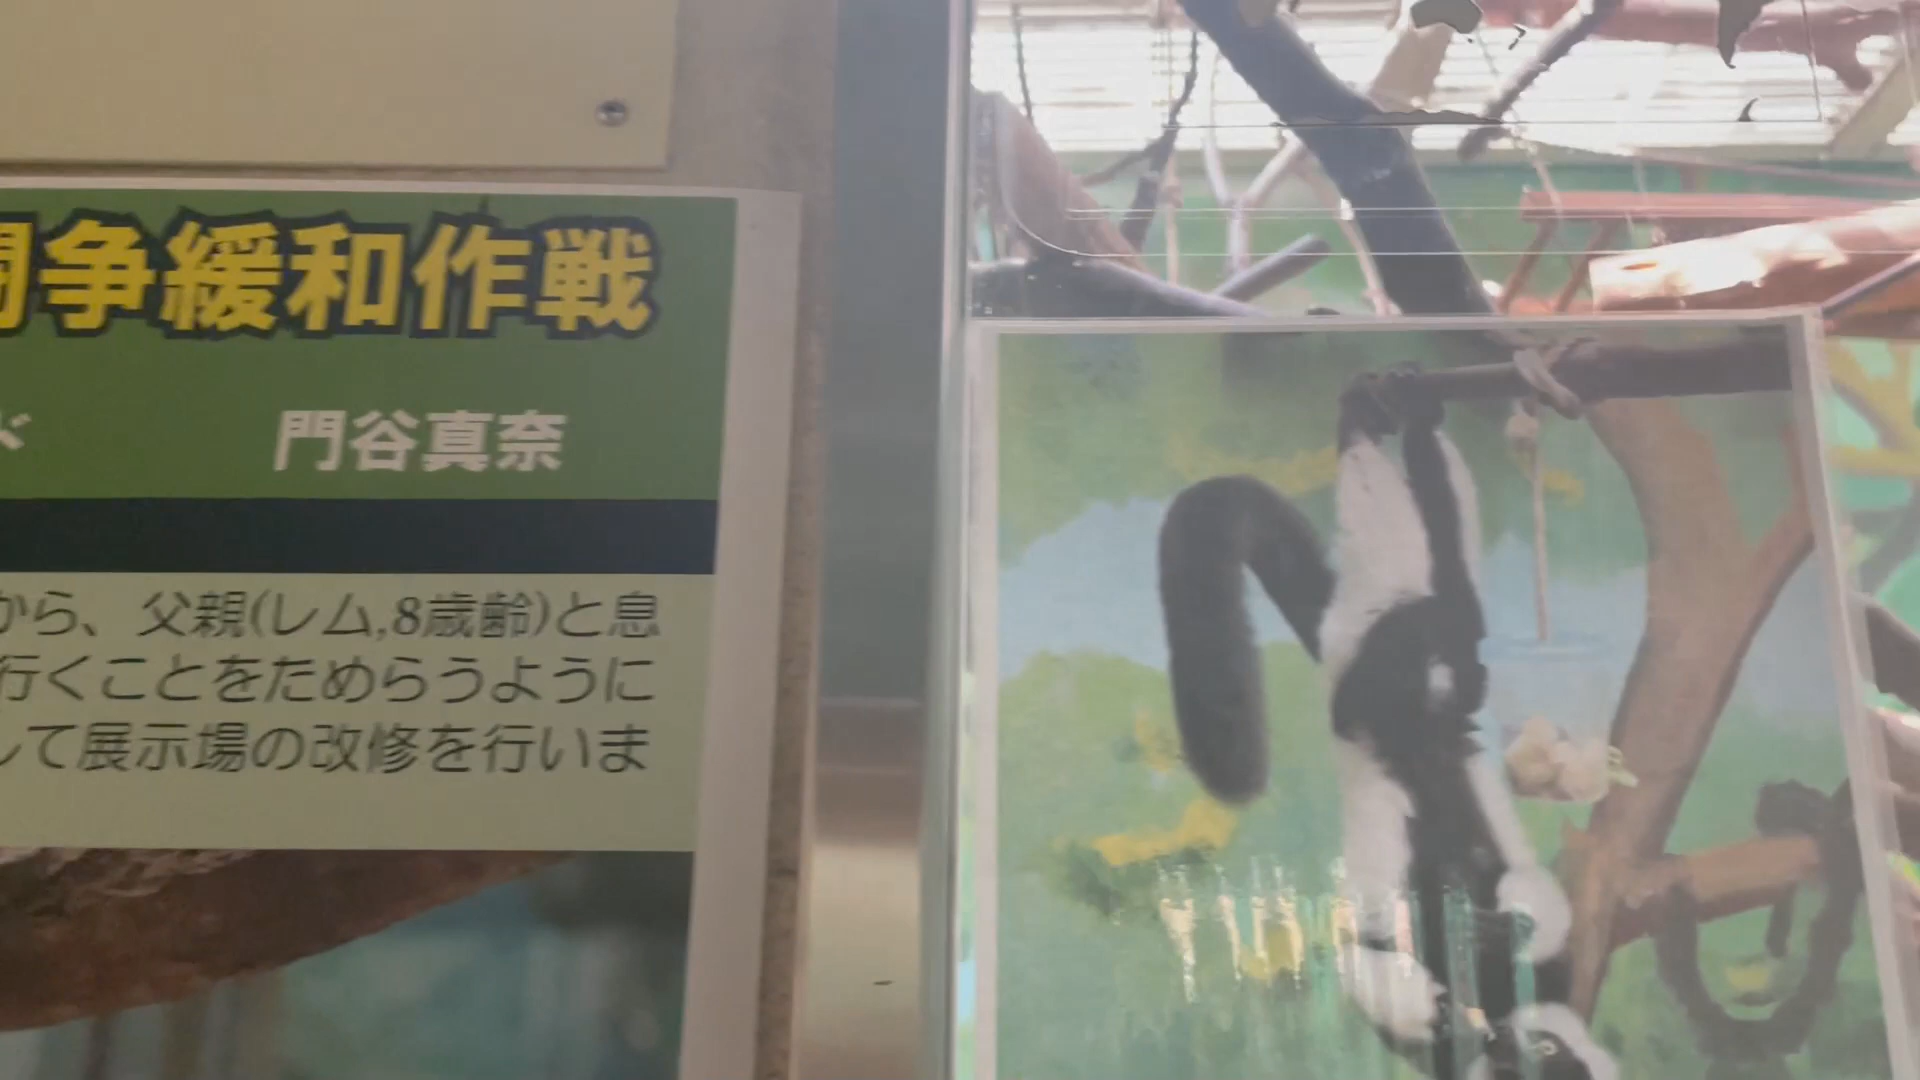 闘争緩和作戦
ド 門谷真奈
から、父親(レム,8歳齢)と息
行くことをためらうように
して展示場の改修を行いま